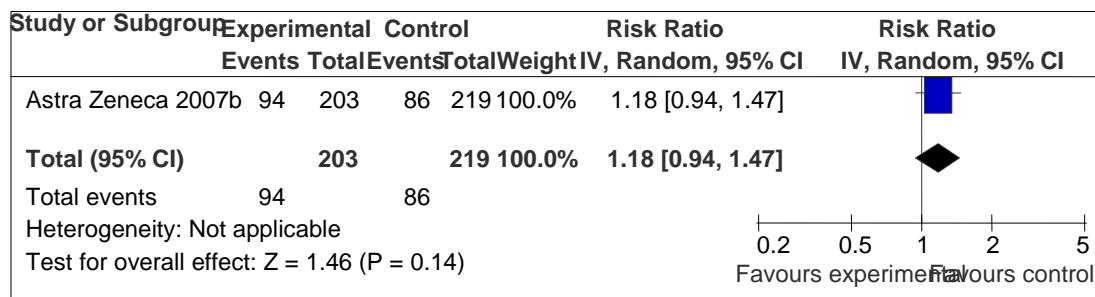 Study or Subgroup Experimental Control Risk Ratio Risk Ratio
Events Total Events Total Weight IV, Random, 95% CI IV, Random, 95% CI
Astra Zeneca 2007b 94 203 86 219 100.0% 1.18 [0.94, 1.47]
Total (95% CI) 203 219 100.0% 1.18 [0.94, 1.47]
Total events 94 86
Heterogeneity: Not applicable
Test for overall effect: Z = 1.46 (P = 0.14)
0.2 0.5 1 2 5
Favours experimental Favours control